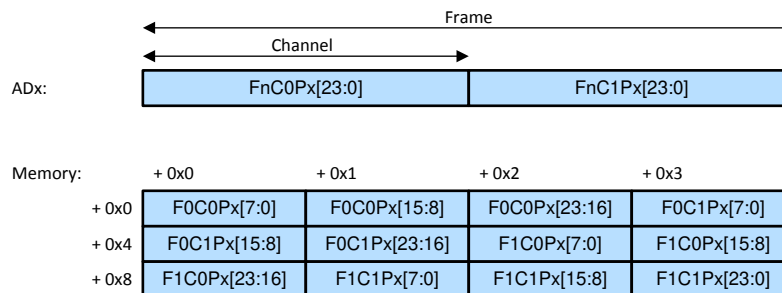 Frame
Channel
ADx: FnC0Px[23:0] FnC1Px[23:0]
Memory: + 0x0 + 0x1 + 0x2 + 0x3
+ 0x0 F0C0Px[7:0] F0C0Px[15:8] F0C0Px[23:16] F0C1Px[7:0]
+ 0x4 F0C1Px[15:8] F0C1Px[23:16] F1C0Px[7:0] F1C0Px[15:8]
+ 0x8 F1C0Px[23:16] F1C1Px[7:0] F1C1Px[15:8] F1C1Px[23:0]